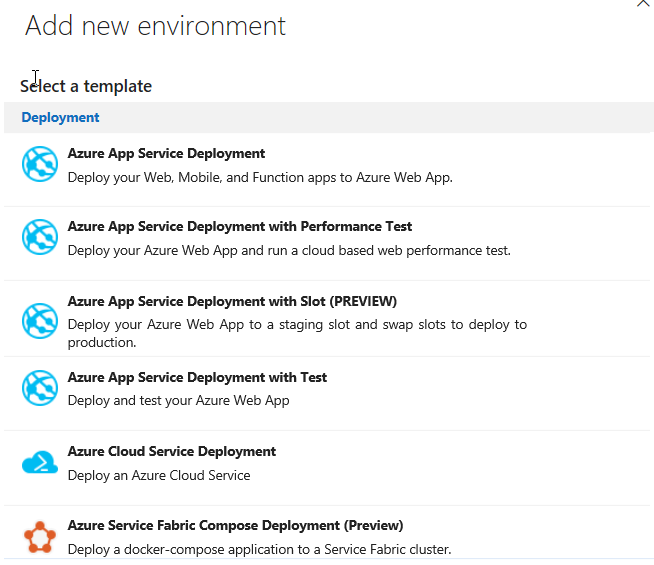 Add new environment
Select a template
Deployment
Azure App Service Deployment
Deploy your Web, Mobile, and Function apps to Azure Web App.
Azure App Service Deployment with Performance Test
Deploy your Azure Web App and run a cloud based web performance test.
Azure App Service Deployment with Slot (PREVIEW)
Deploy your Azure Web App to a staging slot and swap slots to deploy to
production.
Azure App Service Deployment with Test
Deploy and test your Azure Web App
Azure Cloud Service Deployment
Deploy an Azure Cloud Service
Azure Service Fabric Compose Deployment (Preview)
Deploy a docker-compose application to a Service Fabric cluster.